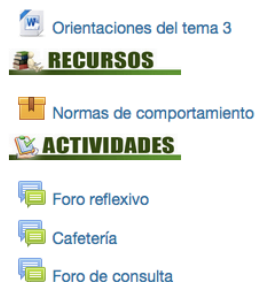 Orientaciones del tema 3
RECURSOS
Normas de comportamiento
ACTIVIDADES
Foro reflexivo
Cafetería
Foro de consulta